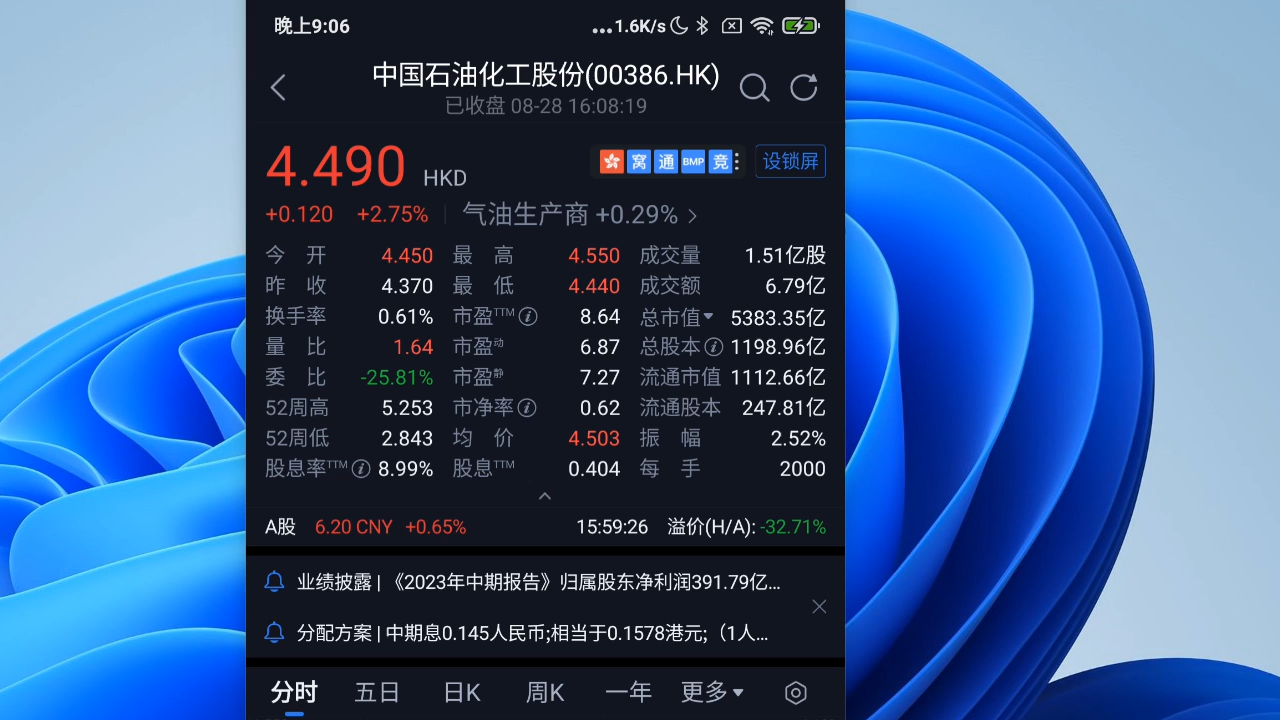 晚上9:06
...1.6K/s
中国石油化工股份(00386.HK)
已收盘 08-28 16:08:19
4.490 HKD
窝 通 BMP 竞 设锁屏
+0.120 +2.75% 气油生产商 +0.29%
今 开 4.450 最 高 4.550 成交量 1.51亿股
昨 收 4.370 最 低 4.440 成交额 6.79亿
换手率 0.61% 市盈TTM 8.64 总市值 5383.35亿
量 比 1.64 市盈动 6.87 总股本 1198.96亿
委 比 -25.81% 市盈静 7.27 流通市值 1112.66亿
52周高 5.253 市净率 0.62 流通股本 247.81亿
52周低 2.843 均 价 4.503 振 幅 2.52%
股息率TTM 8.99% 股息TTM 0.404 每 手 2000
A股 6.20 CNY +0.65% 15:59:26 溢价(H/A): -32.71%
业绩披露 | 《2023年中期报告》归属股东净利润391.79亿...
分配方案 | 中期息0.145人民币;相当于0.1578港元;（1人...
分时 五日 日K 周K 一年 更多